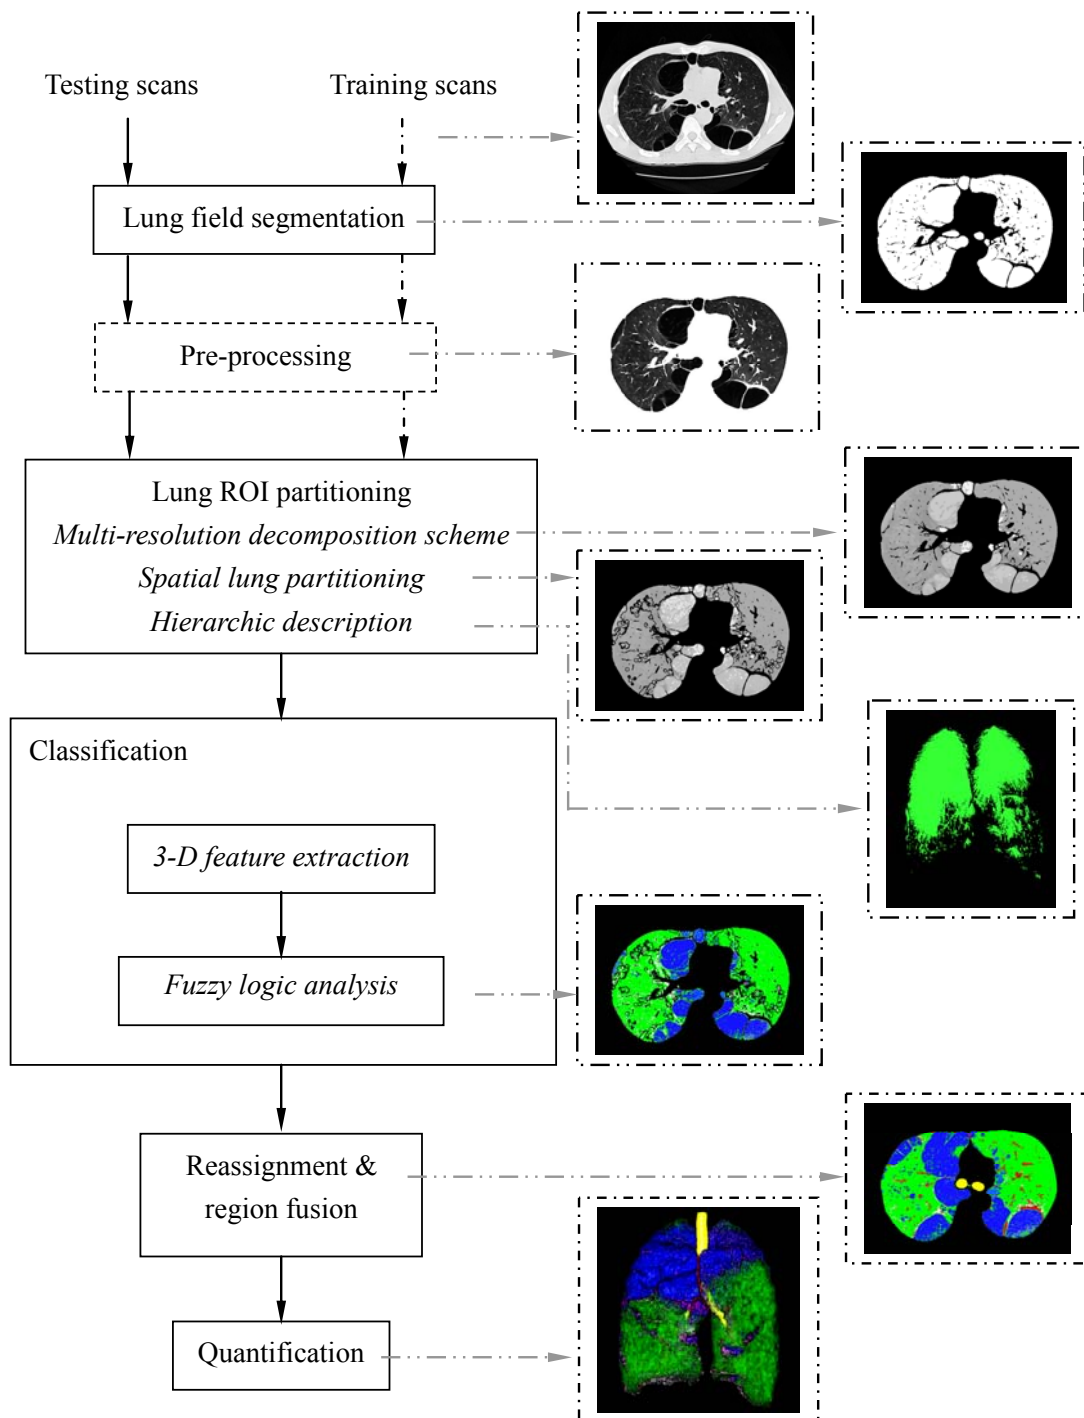 Testing scans
Training scans
Lung field segmentation
Pre-processing
Lung ROI partitioning
Multi-resolution decomposition scheme
Spatial lung partitioning
Hierarchic description
Classification
3-D feature extraction
Fuzzy logic analysis
Reassignment &
region fusion
Quantification